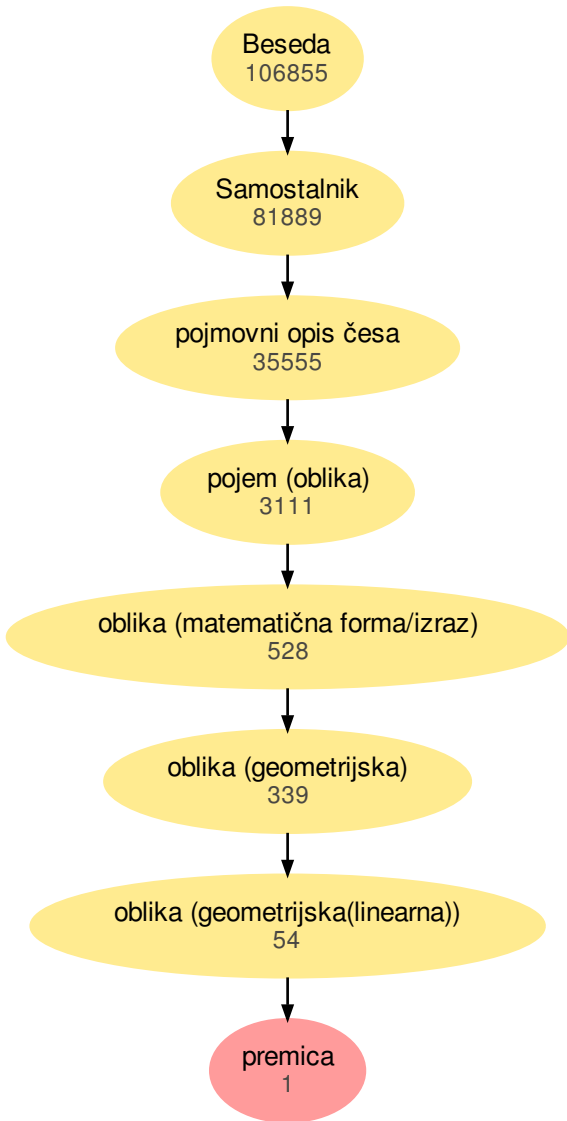 Beseda
106855
Samostalnik
81889
pojmovni opis česa
35555
pojem (oblika)
3111
oblika (matematična forma/izraz)
528
oblika (geometrijska)
339
oblika (geometrijska(linearna))
54
premica
1